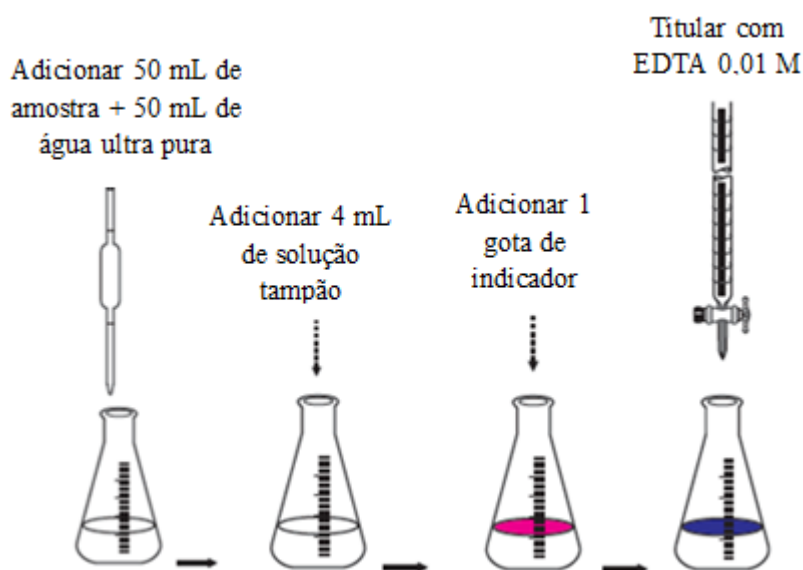 Adicionar 50 mL de
amostra + 50 mL de
água ultra pura
Adicionar 4 mL
de solução
tampão
Adicionar 1
gota de
indicador
Titular com
EDTA 0,01 M